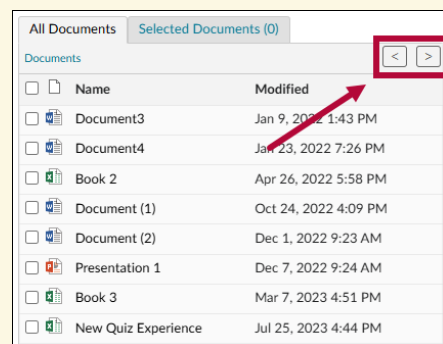 All Documents Selected Documents (0)
Documents < >
Name Modified
Document3 Jan 9, 2022 1:43 PM
Document4 Jan 23, 2022 7:26 PM
Book 2 Apr 26, 2022 5:58 PM
Document (1) Oct 24, 2022 4:09 PM
Document (2) Dec 1, 2022 9:23 AM
Presentation 1 Dec 7, 2022 9:24 AM
Book 3 Mar 7, 2023 4:51 PM
New Quiz Experience Jul 25, 2023 4:44 PM